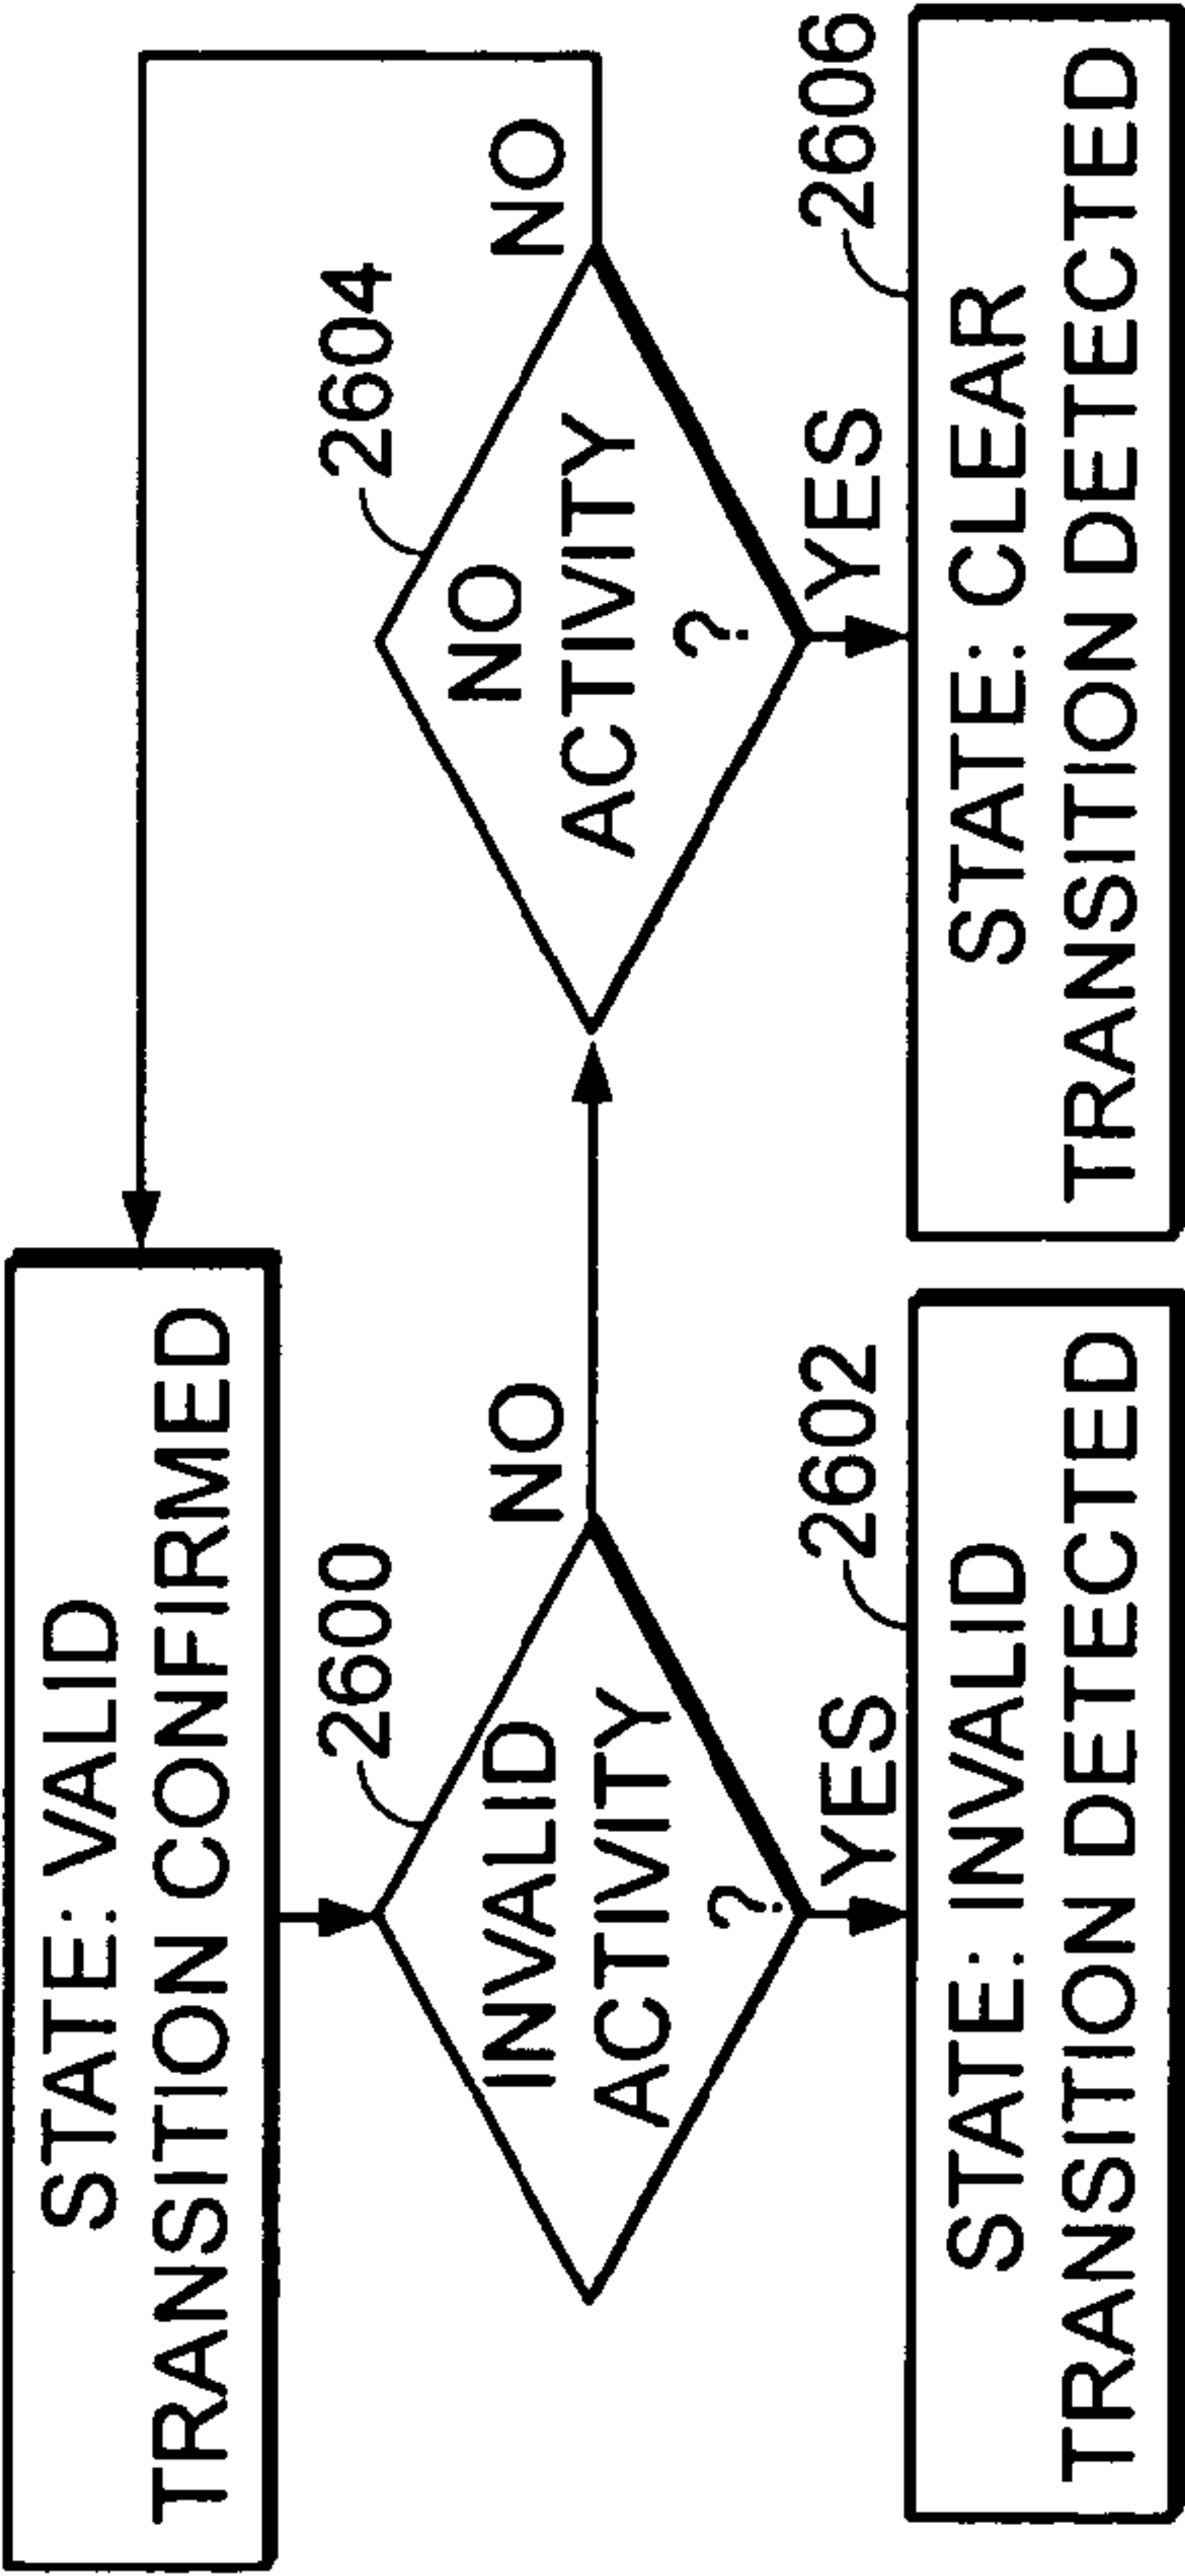 STATE: VALID
TRANSITION CONFIRMED
2600
INVALID
ACTIVITY
?
NO
YES
2604
NO
ACTIVITY
?
NO
YES
2602
STATE: INVALID
TRANSITION DETECTED
2606
STATE: CLEAR
TRANSITION DETECTED